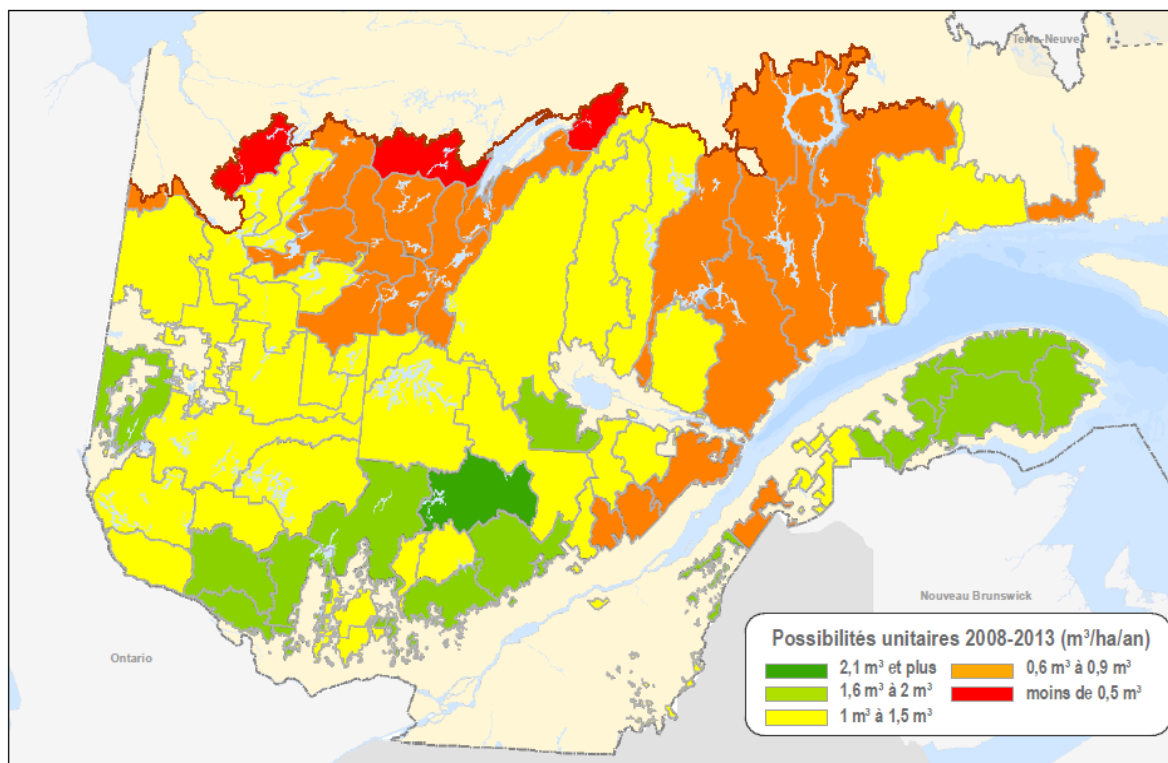 Terre-Neuve
Nouveau Brunswick
Ontario
Possibilités unitaires 2008-2013 (m³/ha/an)
2,1 m³ et plus
1,6 m³ à 2 m³
1 m³ à 1,5 m³
0,6 m³ à 0,9 m³
moins de 0,5 m³